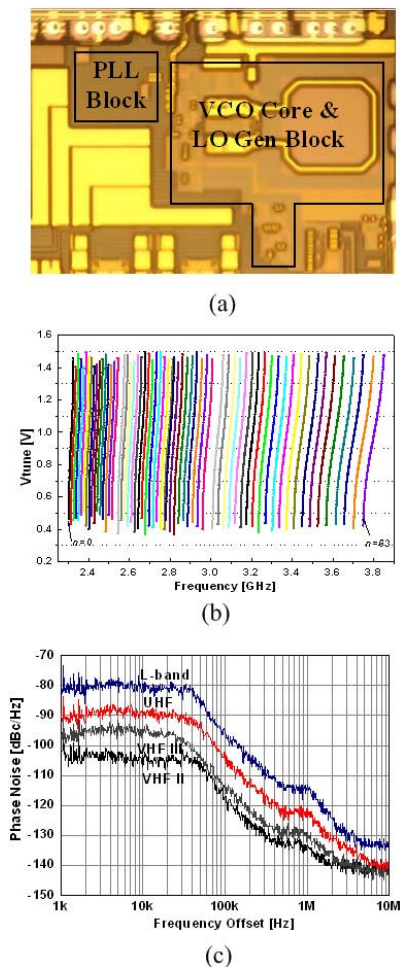 PLL
Block
VCO Core &
LO Gen Block
(a)
1.6
1.4
1.2
1.0
0.8
0.6
0.4
0.2
Vtune [V]
n=0
n=63
2.4 2.6 2.8 3.0 3.2 3.4 3.6 3.8
Frequency [GHz]
(b)
-70
-80
-90
-100
-110
-120
-130
-140
-150
Phase Noise [dBc/Hz]
L-band
UHF
VHF III
VHF II
1k 10k 100k 1M 10M
Frequency Offset [Hz]
(c)